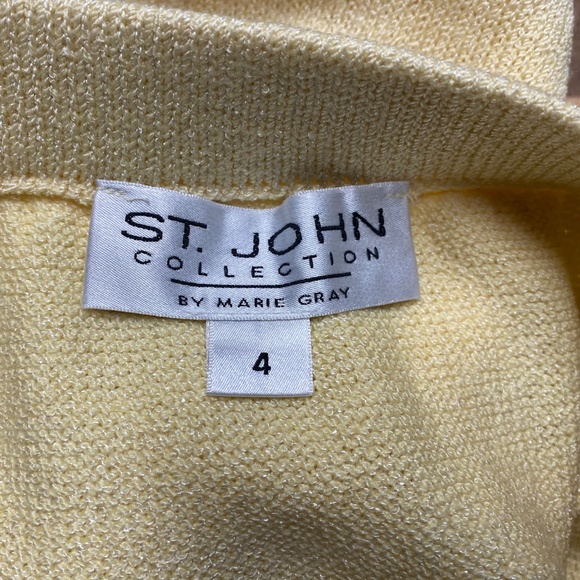 ST. JOHN
COLLECTION
BY MARIE GRAY
4